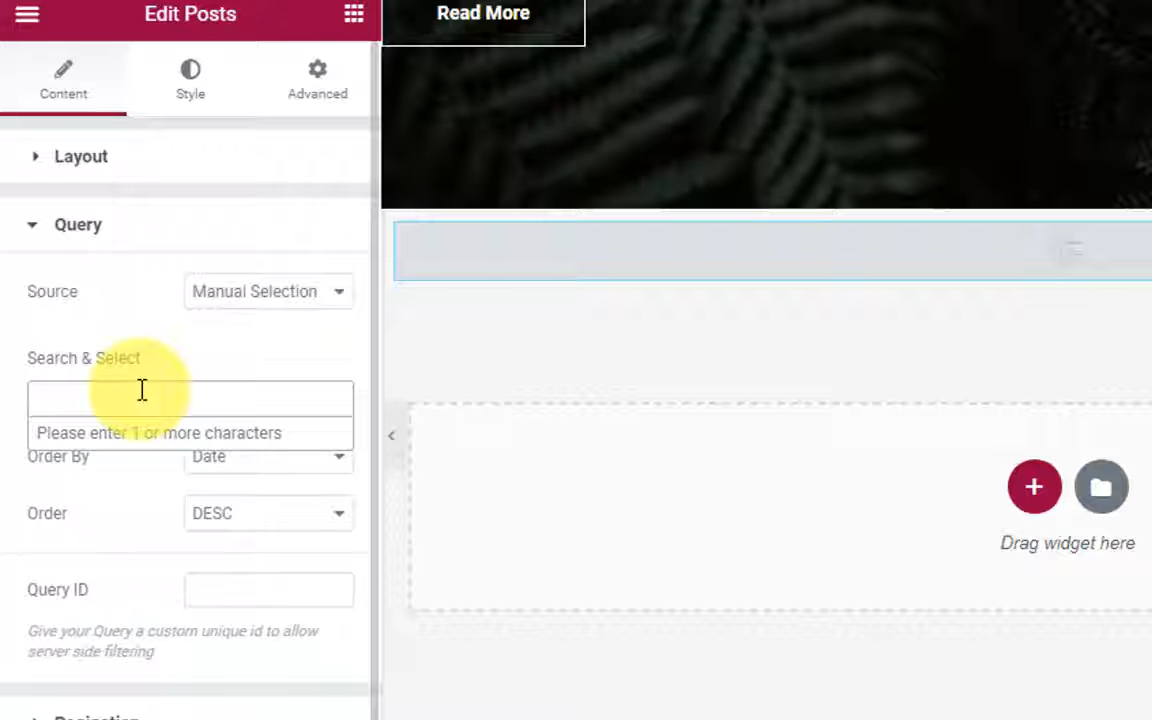 Edit Posts
Read More
Content
Style
Advanced
Layout
Query
Source
Manual Selection
Search & Select
Please enter 1 or more characters
Order By
Date
Order
DESC
Query ID
Give your Query a custom unique id to allow
server side filtering
Pagination
Drag widget here